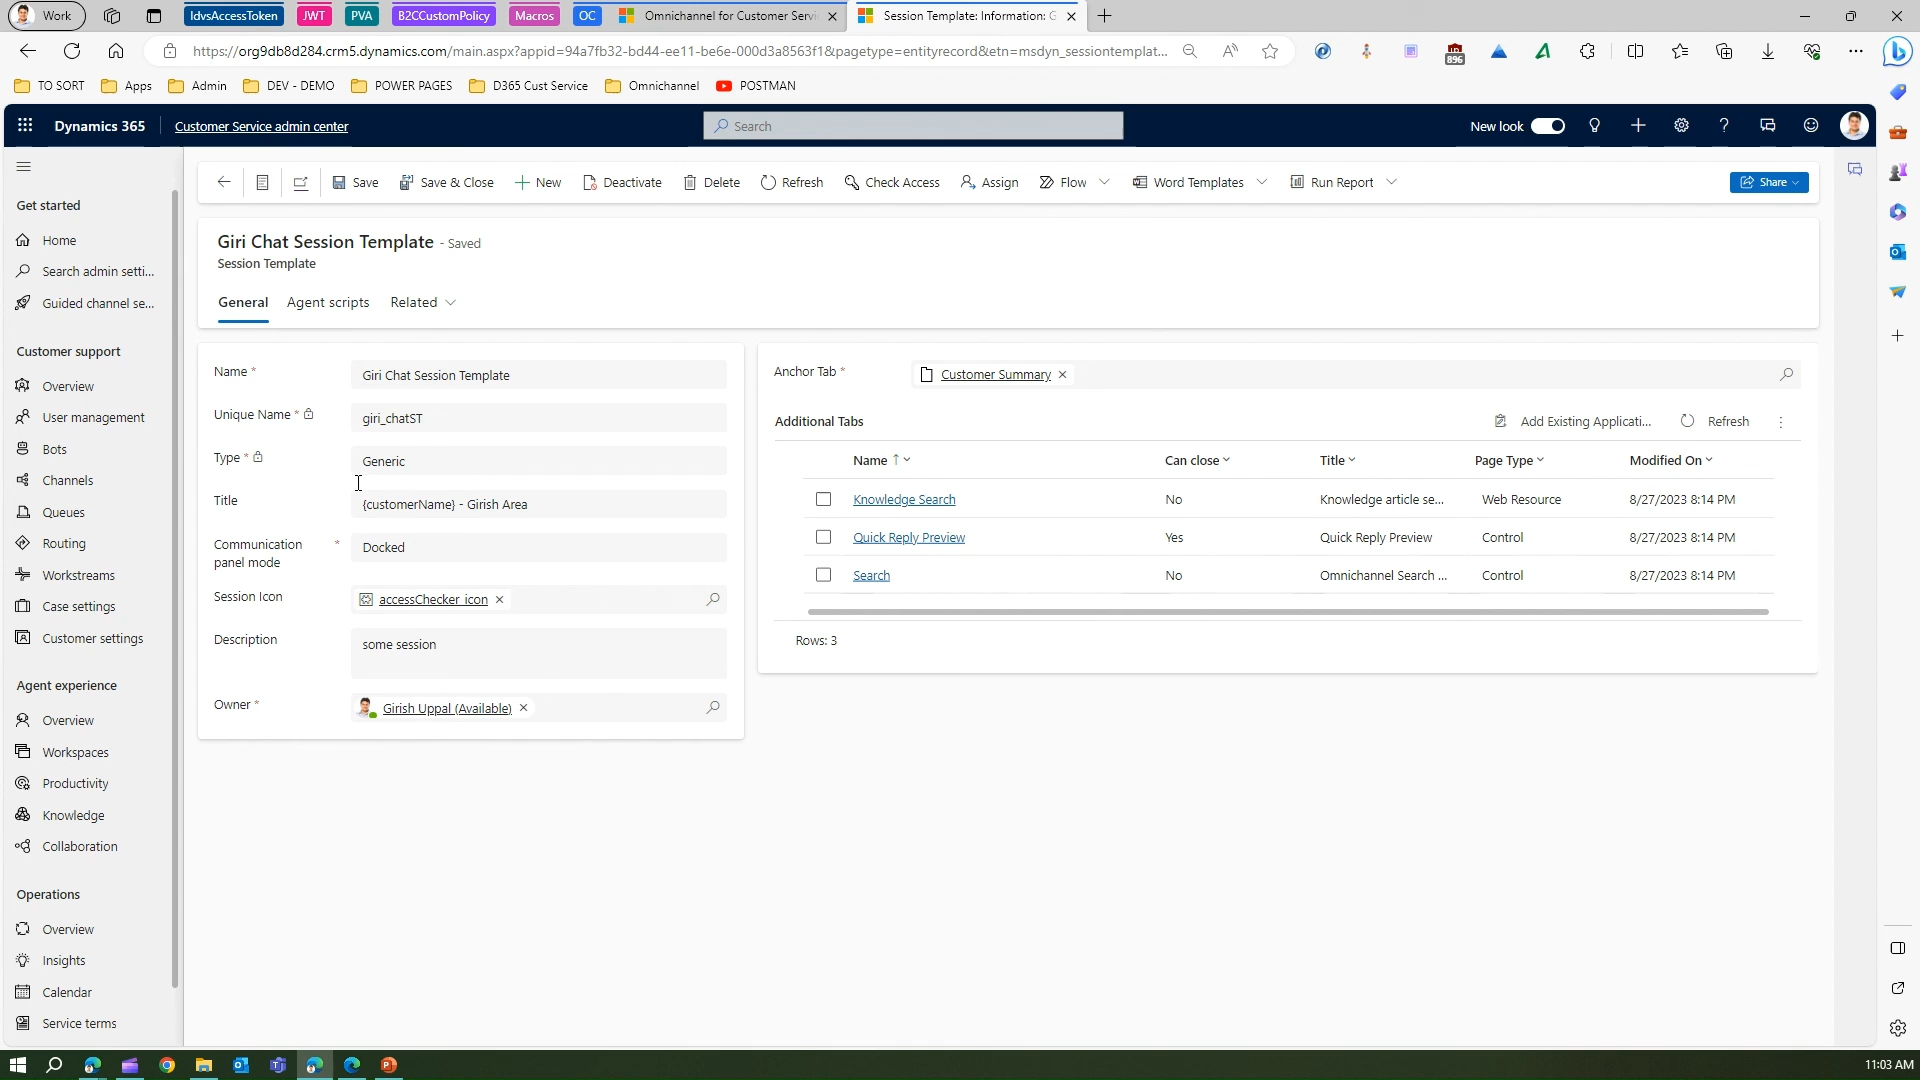 Work
IdvsAccessToken
JWT
PVA
B2CCustomPolicy
Macros
OC
Omnichannel for Customer Servi
Session Template: Information: G
https://org9db8d284.crm5.dynamics.com/main.aspx?appid=94a7fb32-bd44-ee11-be6e-000d3a8563f1&pagetype=entityrecord&etn=msdyn_sessiontemplat...
896
TO SORT
Apps
Admin
DEV - DEMO
POWER PAGES
D365 Cust Service
Omnichannel
POSTMAN
Dynamics 365
Customer Service admin center
Search
New look
Save
Save & Close
New
Deactivate
Delete
Refresh
Check Access
Assign
Flow
Word Templates
Run Report
Share
Get started
Home
Search admin setti...
Guided channel se...
Customer support
Overview
User management
Bots
Channels
Queues
Routing
Workstreams
Case settings
Customer settings
Agent experience
Overview
Workspaces
Productivity
Knowledge
Collaboration
Operations
Overview
Insights
Calendar
Service terms
Giri Chat Session Template - Saved
Session Template
General
Agent scripts
Related
Name *
Giri Chat Session Template
Unique Name *
giri_chatST
Type *
Generic
Title
{customerName} - Girish Area
Communication *
panel mode
Docked
Session Icon
accessChecker icon
Description
some session
Owner *
Girish Uppal (Available)
Anchor Tab *
Customer Summary
Additional Tabs
Add Existing Applicati...
Refresh
Name ↑
Can close
Title
Page Type
Modified On
Knowledge Search No Knowledge article se... Web Resource 8/27/2023 8:14 PM
Quick Reply Preview Yes Quick Reply Preview Control 8/27/2023 8:14 PM
Search No Omnichannel Search ... Control 8/27/2023 8:14 PM
Rows: 3
11:03 AM